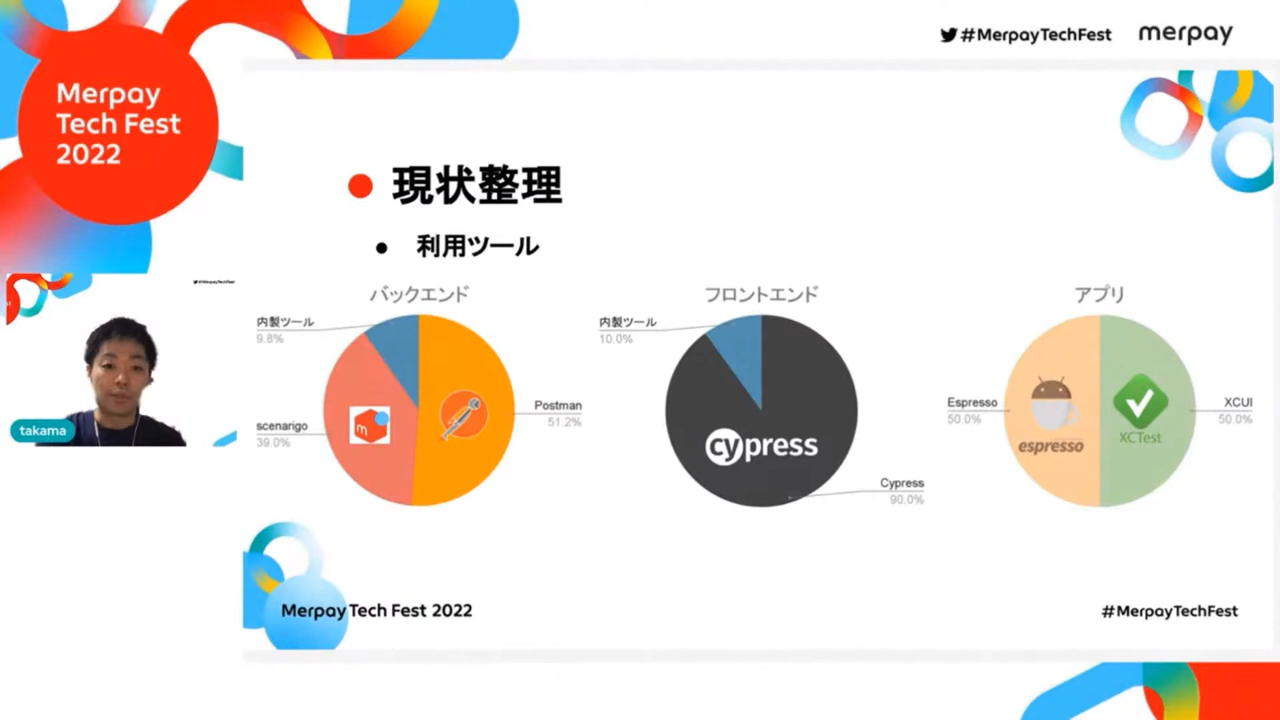 #MerpayTechFest
merpay
Merpay
Tech Fest
2022
現状整理
利用ツール
バックエンド
内製ツール
9.8%
scenarigo
39.0%
m
Postman
51.2%
フロントエンド
内製ツール
10.0%
cypress
Cypress
90.0%
アプリ
Espresso
50.0%
espresso
XCTest
XCUI
50.0%
takama
Merpay Tech Fest 2022
#MerpayTechFest